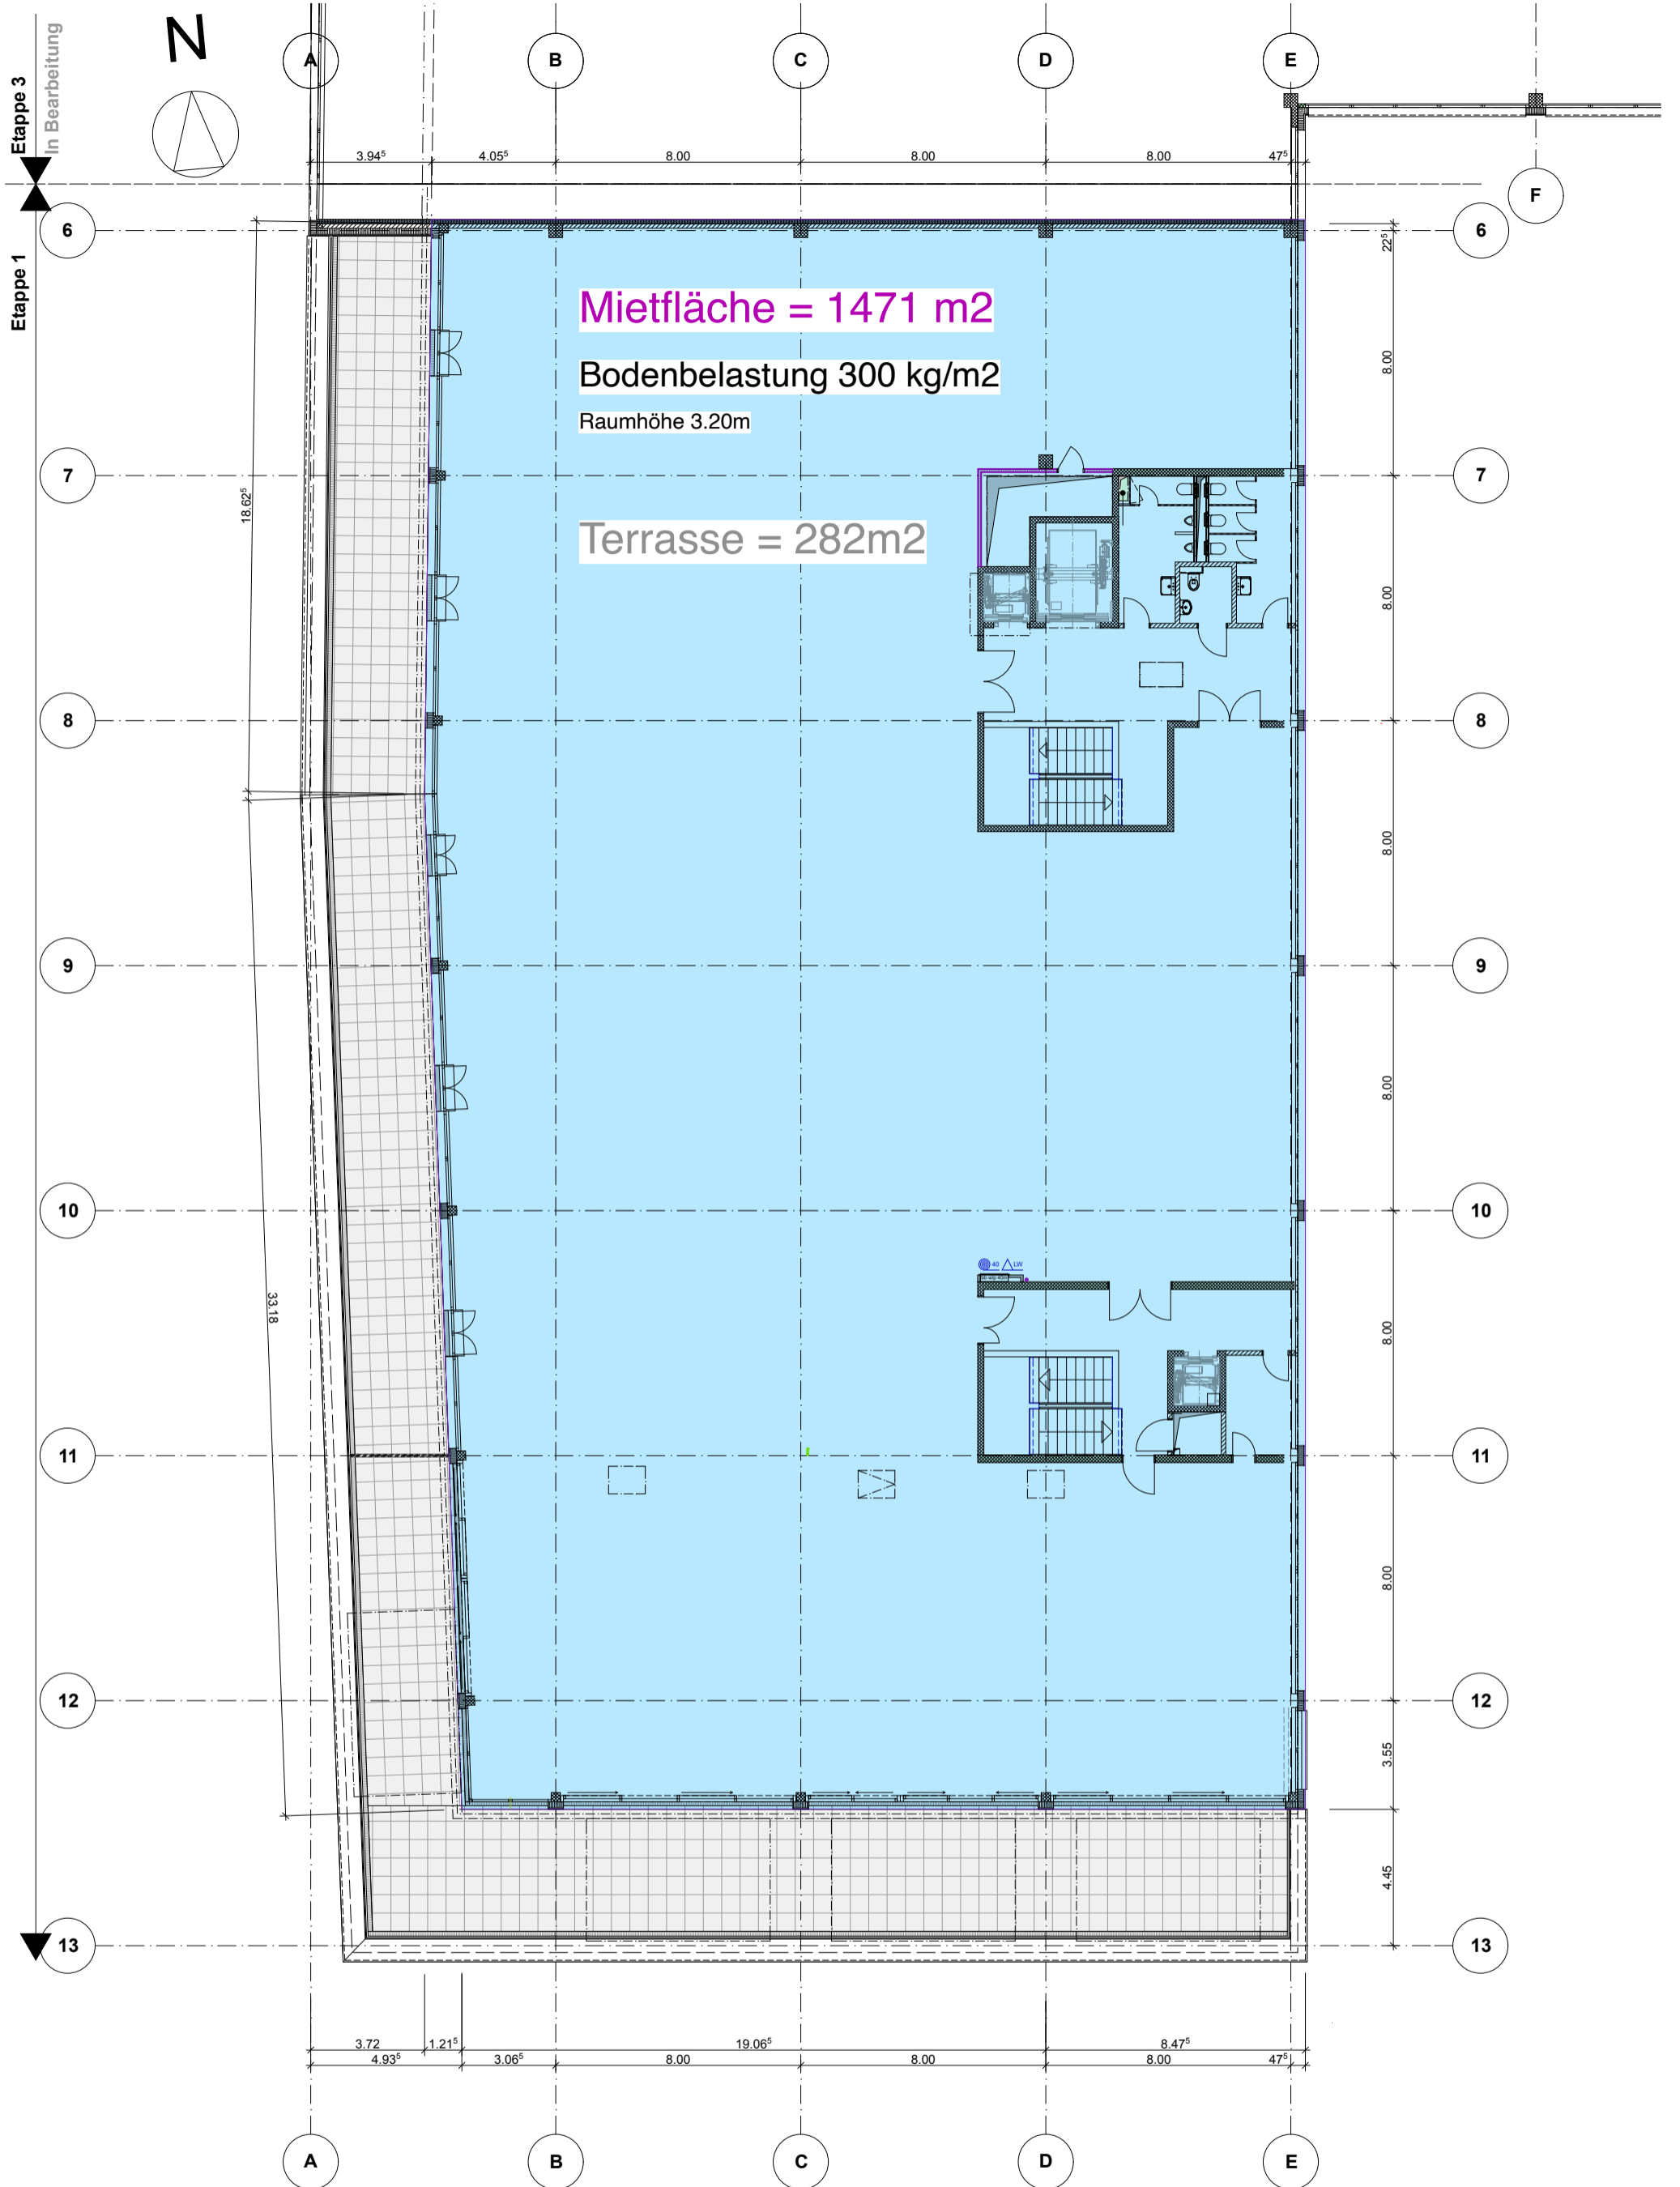 N
Etappe 3
In Bearbeitung
Etappe 1
A
B
C
D
E
F
3.94⁵
4.05⁵
8.00
8.00
8.00
47⁵
6
6
22⁵
Mietfläche = 1471 m2
Bodenbelastung 300 kg/m2
Raumhöhe 3.20m
8.00
7
7
18.62⁵
Terrasse = 282m2
8.00
8
8
8.00
9
9
8.00
10
10
40
LW
33.18
8.00
11
11
8.00
12
12
3.55
4.45
13
13
3.72
1.21⁵
19.06⁵
8.47⁵
4.93⁵
3.06⁵
8.00
8.00
8.00
47⁵
A
B
C
D
E